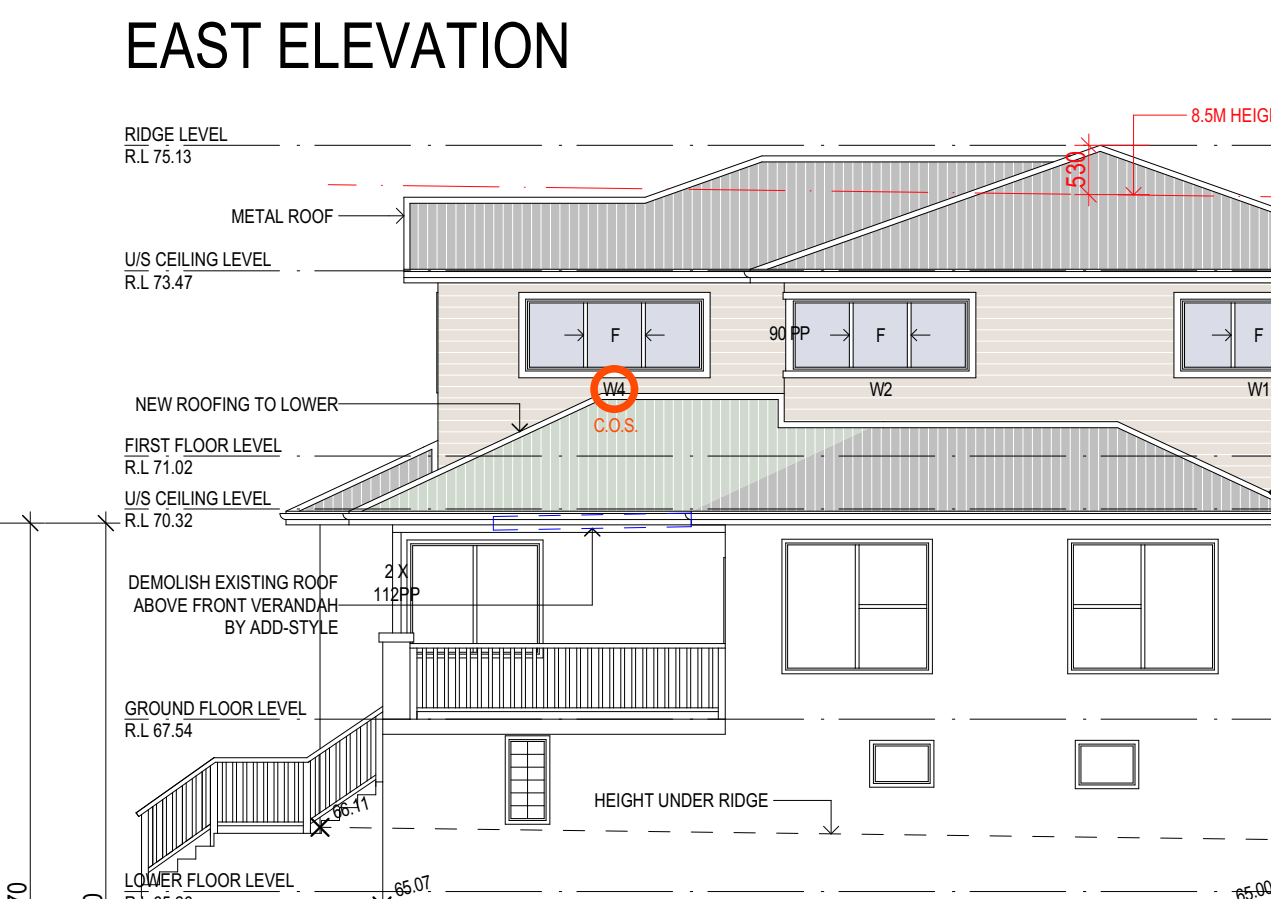 EAST ELEVATION
RIDGE LEVEL
R.L 75.13
8.5M
530
METAL ROOF
U/S CEILING LEVEL
R.L 73.47
F
90 PP
F
F
W4
W2
W1
C.O.S.
NEW ROOFING TO LOWER
FIRST FLOOR LEVEL
R.L 71.02
U/S CEILING LEVEL
R.L 70.32
DEMOLISH EXISTING ROOF
ABOVE FRONT VERANDAH
BY ADD-STYLE
2 X
112PP
GROUND FLOOR LEVEL
R.L 67.54
66.11
HEIGHT UNDER RIDGE
LOWER FLOOR LEVEL
65.07
65.00